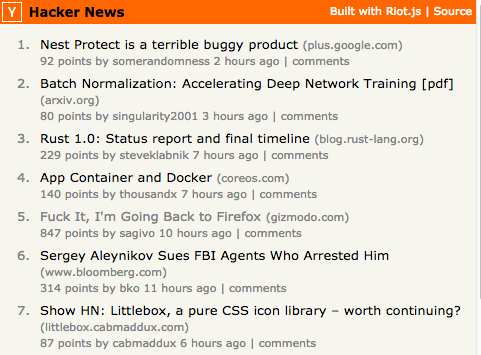 Y Hacker News Built with Riot.js | Source
1. Nest Protect is a terrible buggy product (plus.google.com)
92 points by somerandomness 2 hours ago | comments
2. Batch Normalization: Accelerating Deep Network Training [pdf]
(arxiv.org)
80 points by singularity2001 3 hours ago | comments
3. Rust 1.0: Status report and final timeline (blog.rust-lang.org)
229 points by steveklabnik 7 hours ago | comments
4. App Container and Docker (coreos.com)
140 points by thousandx 7 hours ago | comments
5. Fuck It, I'm Going Back to Firefox (gizmodo.com)
847 points by sagivo 10 hours ago | comments
6. Sergey Aleynikov Sues FBI Agents Who Arrested Him
(www.bloomberg.com)
314 points by bko 11 hours ago | comments
7. Show HN: Littlebox, a pure CSS icon library – worth continuing?
(littlebox.cabmaddux.com)
87 points by cabmaddux 6 hours ago | comments